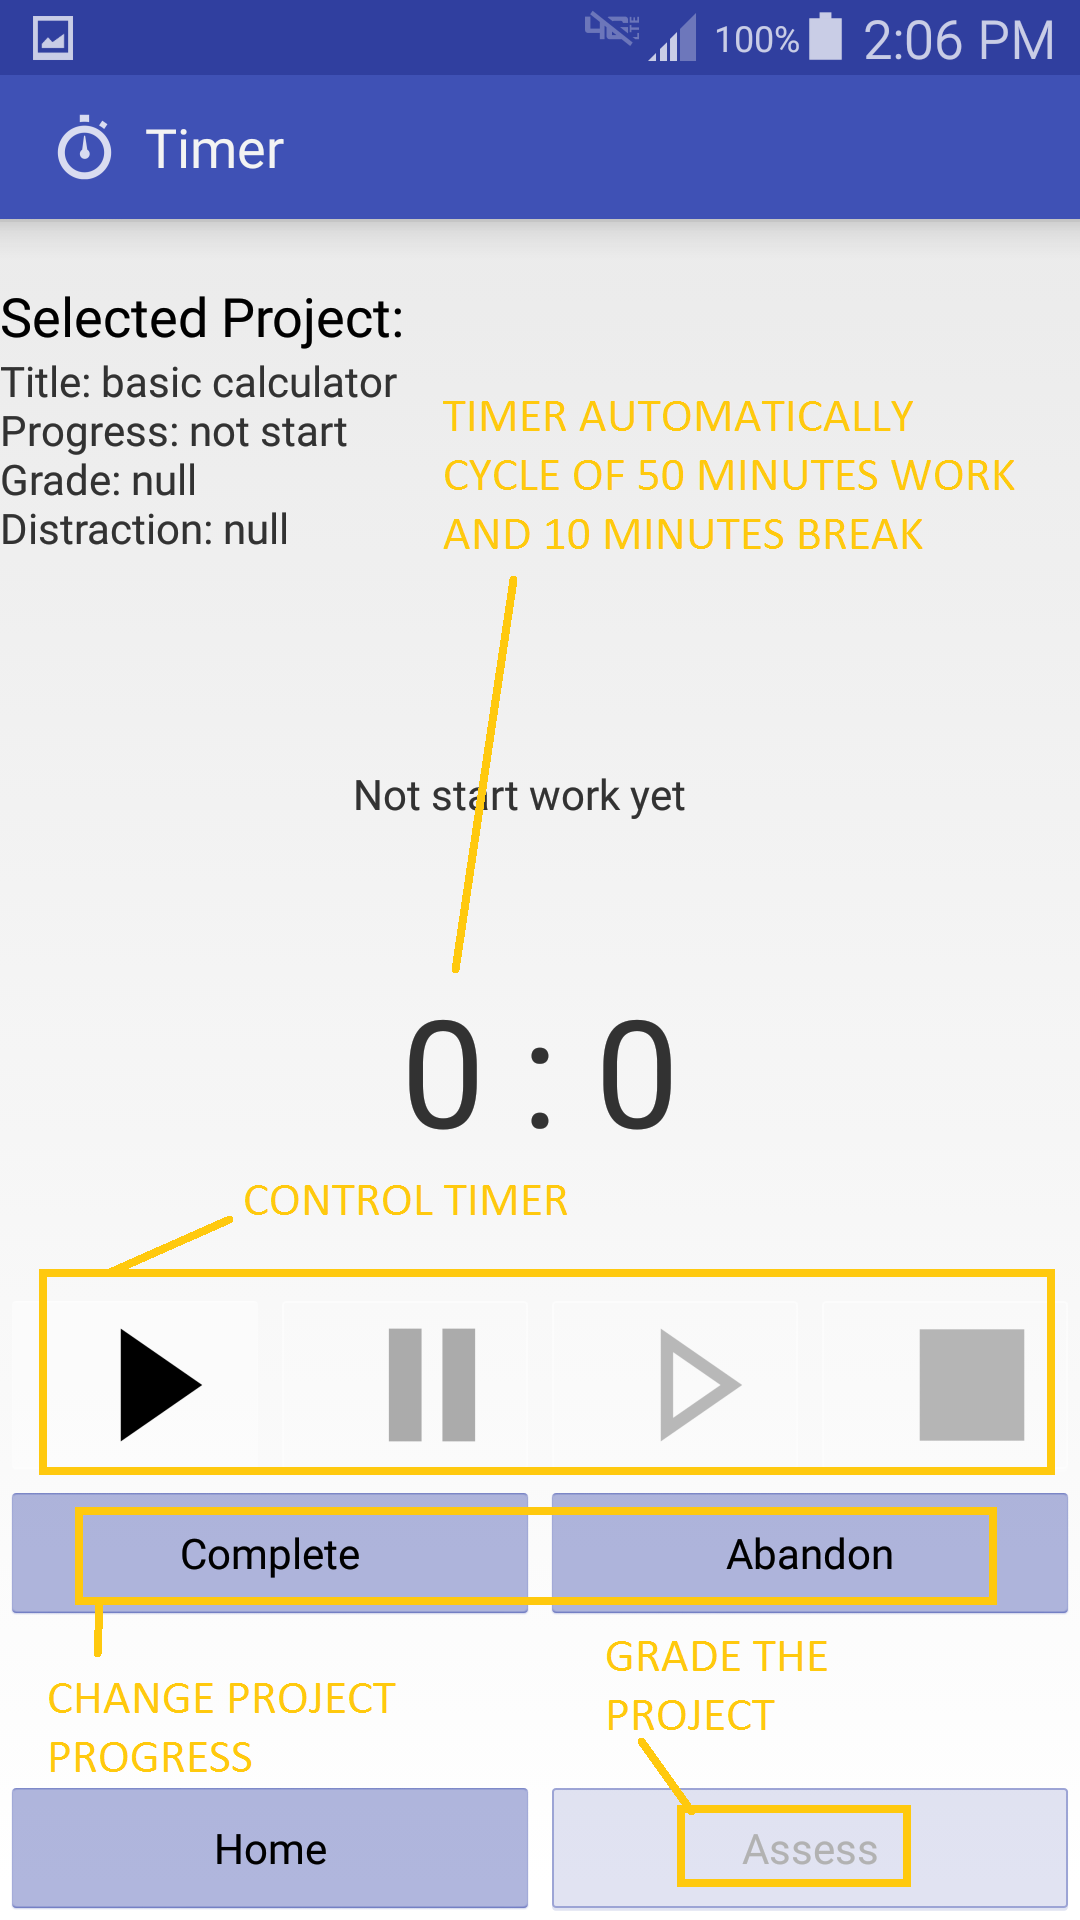 4G LTE 100% 2:06 PM
Timer
Selected Project:
Title: basic calculator
Progress: not start
Grade: null
Distraction: null
TIMER AUTOMATICALLY
CYCLE OF 50 MINUTES WORK
AND 10 MINUTES BREAK
Not start work yet
0 : 0
CONTROL TIMER
Complete
Abandon
CHANGE PROJECT
PROGRESS
GRADE THE
PROJECT
Home
Assess